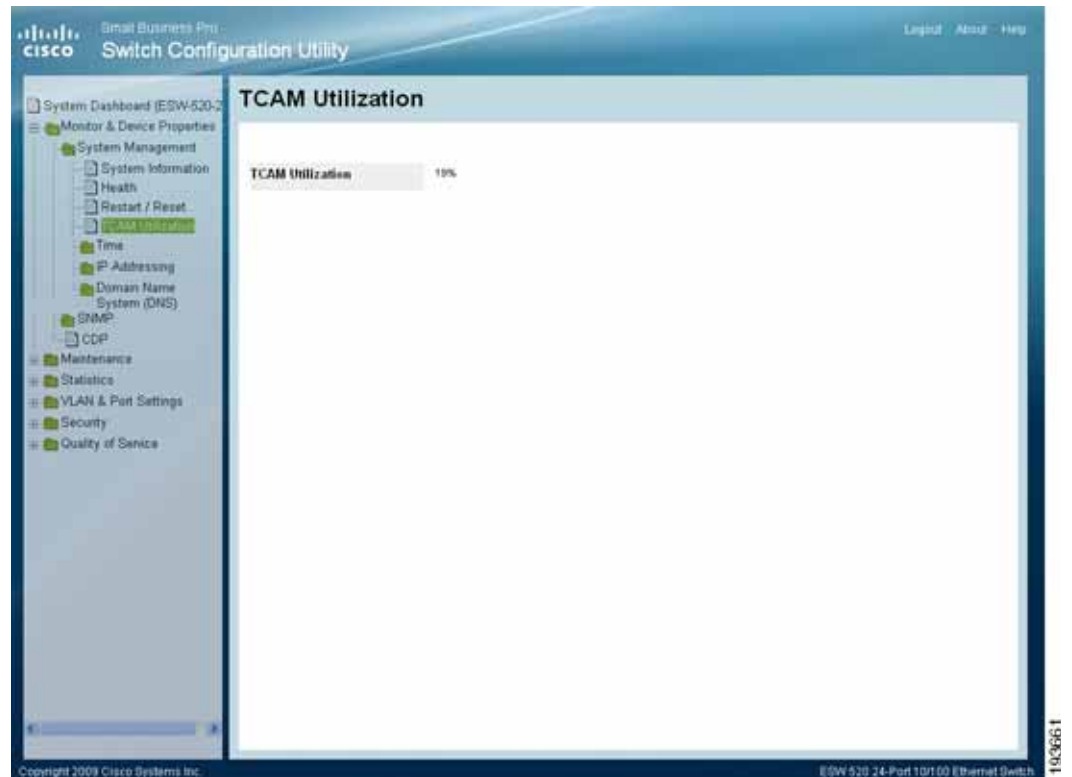 Small Business Pro
CISCO Switch Configuration Utility
Logout About Help
System Dashboard (ESW-520-2
Monitor & Device Properties
System Management
System Information
Health
Restart / Reset
TCAM Utilization
Time
IP Addressing
Domain Name
System (DNS)
SNMP
CDP
Maintenance
Statistics
VLAN & Port Settings
Security
Quality of Service
TCAM Utilization
TCAM Utilization 19%
Copyright 2009 Cisco Systems Inc.
ESW 520 24-Port 10/100 Ethernet Switch
193661